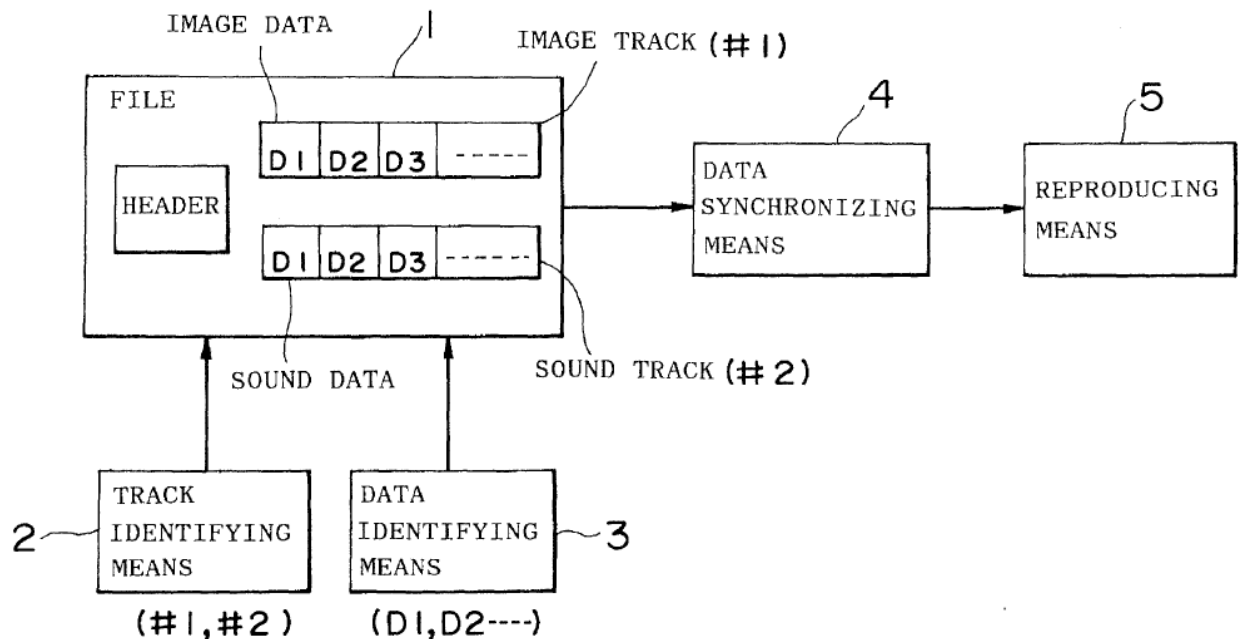 IMAGE DATA
1
IMAGE TRACK (#1)
FILE
D1 D2 D3 -----
HEADER
D1 D2 D3 ------
4
DATA
SYNCHRONIZING
MEANS
5
REPRODUCING
MEANS
SOUND DATA
SOUND TRACK (#2)
2
TRACK
IDENTIFYING
MEANS
(#1,#2)
DATA
IDENTIFYING
MEANS
3
(D1,D2----)